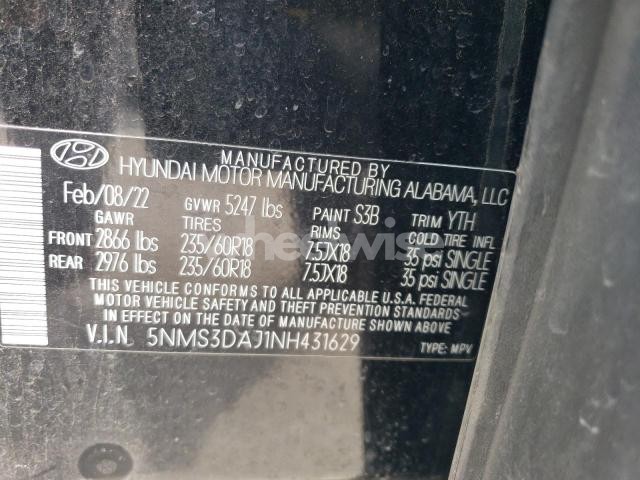 MANUFACTURED BY
HYUNDAI MOTOR MANUFACTURING ALABAMA, LLC
Feb/08/22 GVWR 5247 lbs PAINT S3B TRIM YTH
GAWR TIRES RIMS COLD TIRE INFL
FRONT 2866 lbs 235/60R18 7.5JX18 35 psi SINGLE
REAR 2976 lbs 235/60R18 7.5JX18 35 psi SINGLE
THIS VEHICLE CONFORMS TO ALL APPLICABLE U.S.A. FEDERAL
MOTOR VEHICLE SAFETY AND THEFT PREVENTION STANDARDS
IN EFFECT ON THE DATE OF MANUFACTURE SHOWN ABOVE.
V.I.N. 5NMS3DAJ1NH431629 TYPE: MPV